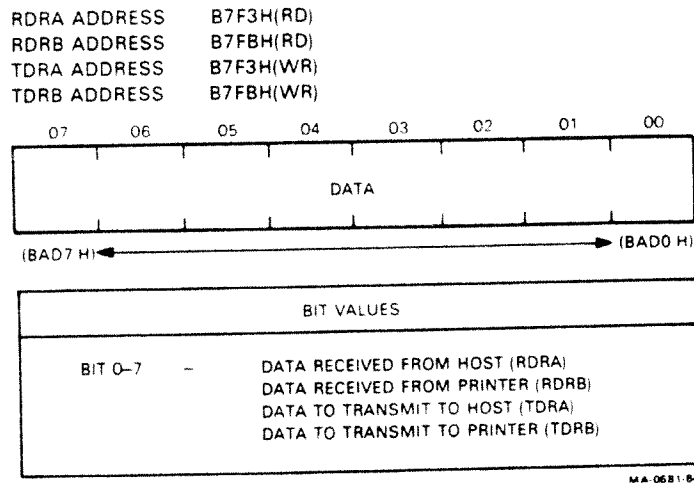 RDRA ADDRESS B7F3H(RD)
RDRB ADDRESS B7FBH(RD)
TDRA ADDRESS B7F3H(WR)
TDRB ADDRESS B7FBH(WR)
07 06 05 04 03 02 01 00
DATA
(BAD7 H) (BAD0 H)
BIT VALUES
BIT 0–7 – DATA RECEIVED FROM HOST (RDRA)
DATA RECEIVED FROM PRINTER (RDRB)
DATA TO TRANSMIT TO HOST (TDRA)
DATA TO TRANSMIT TO PRINTER (TDRB)